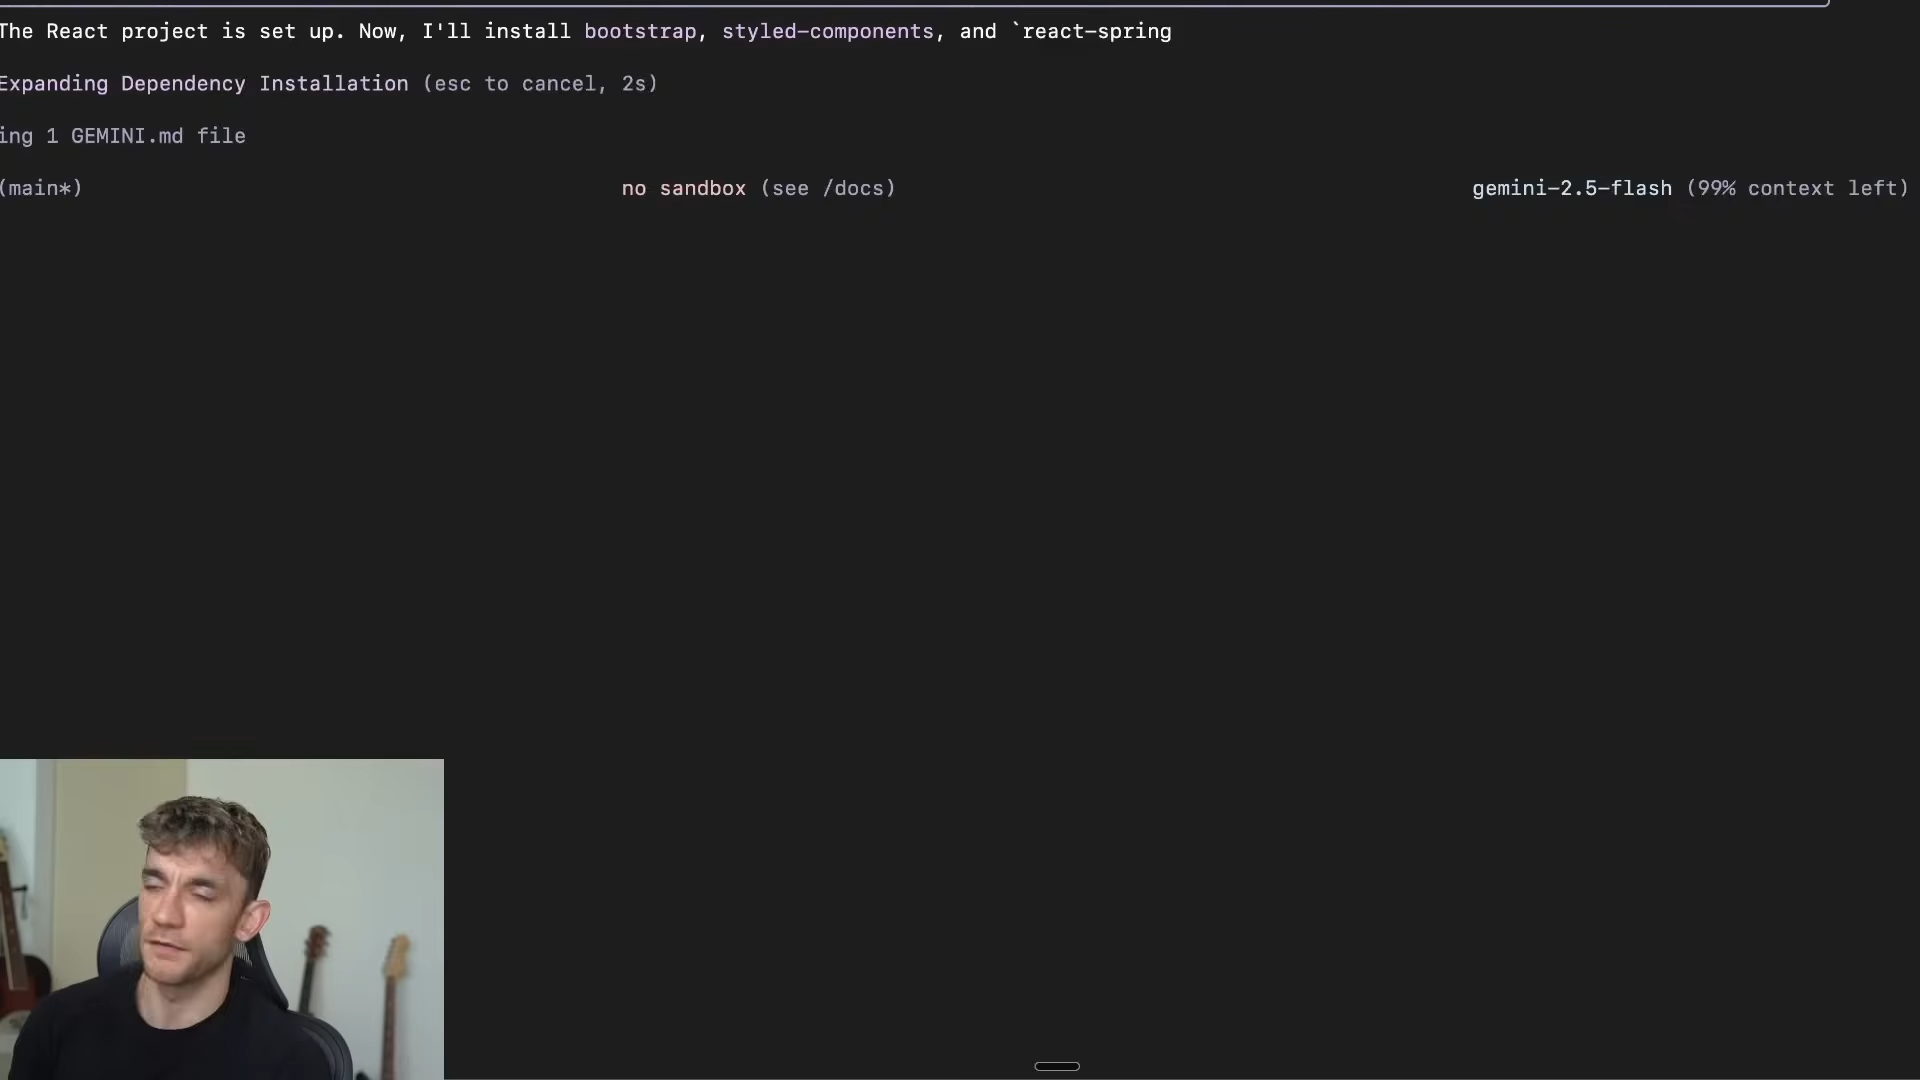 The React project is set up. Now, I'll install bootstrap, styled-components, and `react-spring
Expanding Dependency Installation (esc to cancel, 2s)
ing 1 GEMINI.md file
(main*) no sandbox (see /docs) gemini-2.5-flash (99% context left)